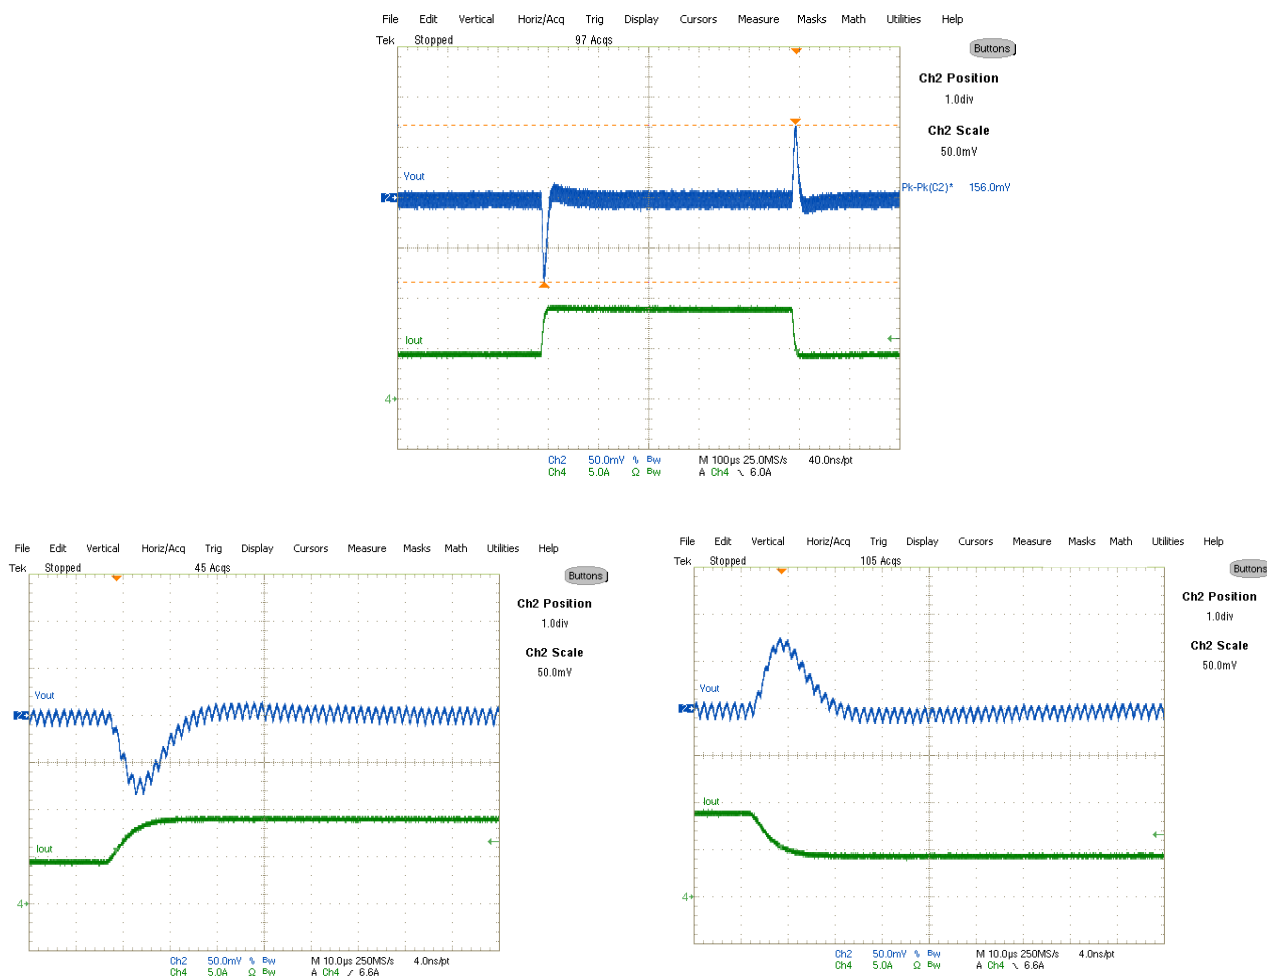 File Edit Vertical Horiz/Acq Trig Display Cursors Measure Masks Math Utilities Help
Tek Stopped 97 Acqs
Buttons
Ch2 Position
1.0div
Ch2 Scale
50.0mV
Vout
2
Pk-Pk(C2)* 156.0mV
Iout
4
Ch2 50.0mV % BW M 100µs 25.0MS/s 40.0ns/pt
Ch4 5.0A Ω BW A Ch4 \ 6.0A
File Edit Vertical Horiz/Acq Trig Display Cursors Measure Masks Math Utilities Help
Tek Stopped 45 Acqs
Buttons
Ch2 Position
1.0div
Ch2 Scale
50.0mV
Vout
2
Iout
4
Ch2 50.0mV % BW M 10.0µs 250MS/s 4.0ns/pt
Ch4 5.0A Ω BW A Ch4 / 6.6A
File Edit Vertical Horiz/Acq Trig Display Cursors Measure Masks Math Utilities Help
Tek Stopped 105 Acqs
Buttons
Ch2 Position
1.0div
Ch2 Scale
50.0mV
Vout
2
Iout
4
Ch2 50.0mV % BW M 10.0µs 250MS/s 4.0ns/pt
Ch4 5.0A Ω BW A Ch4 \ 6.6A